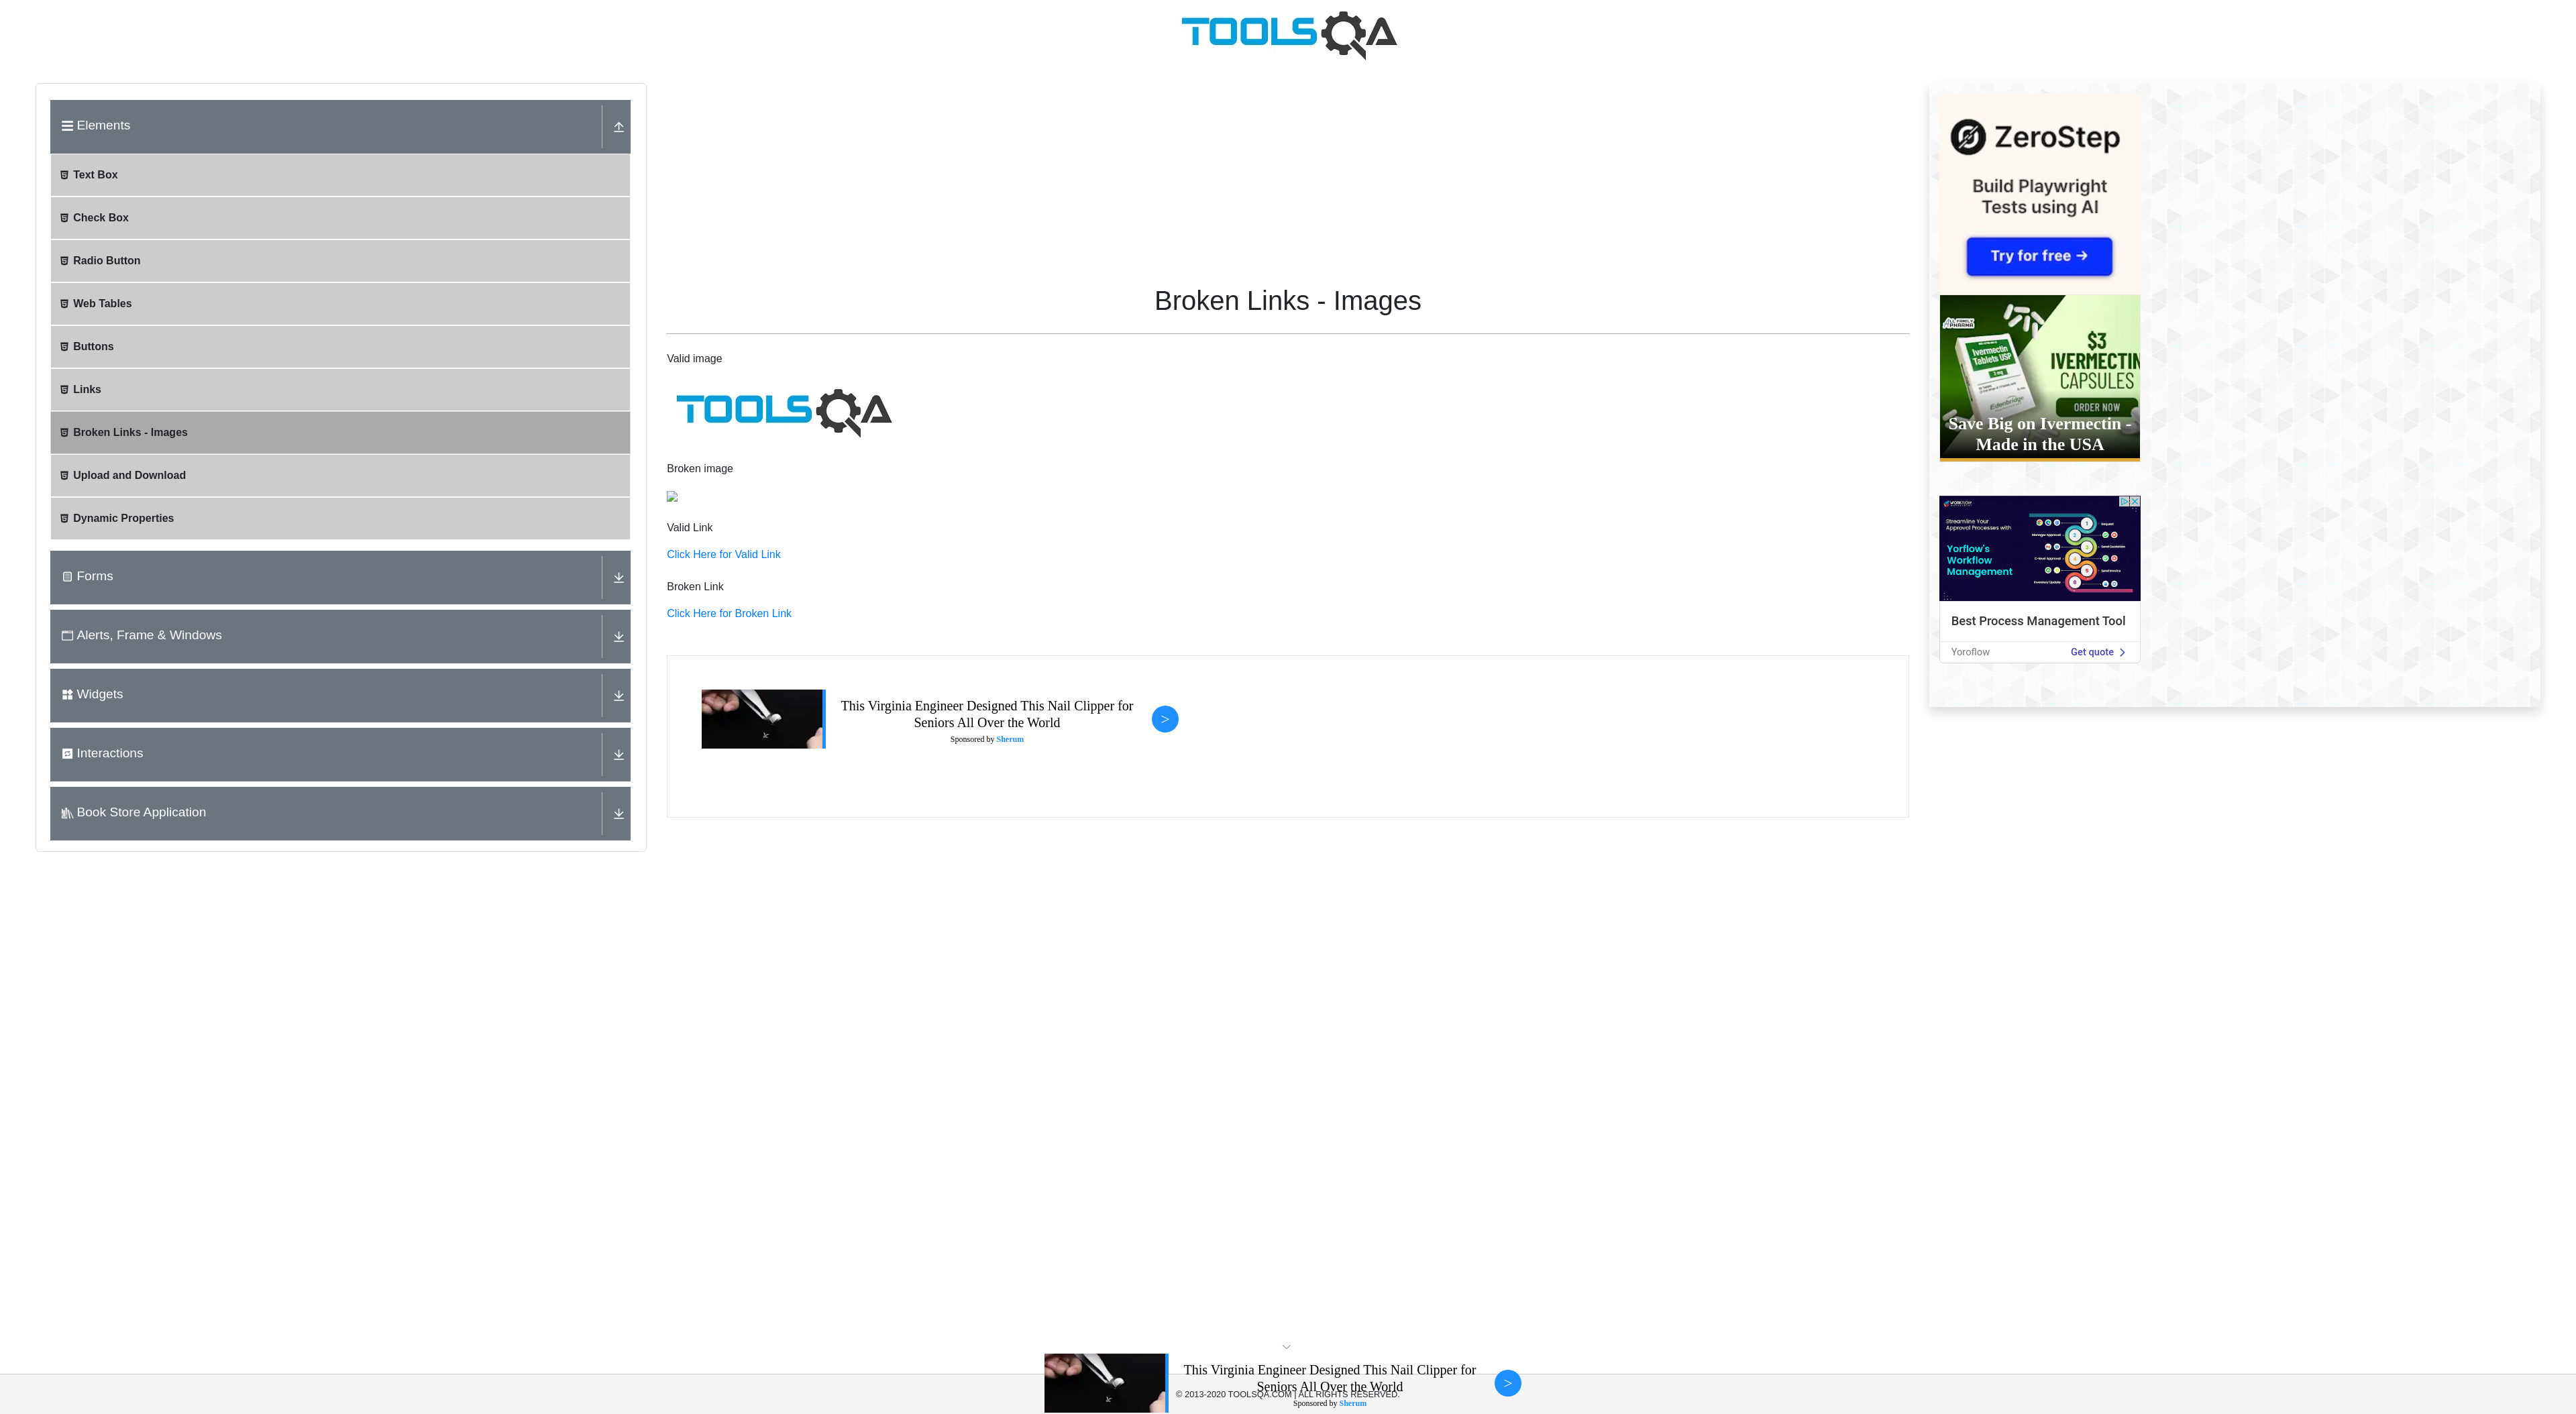 TOOLSQA
Elements
Text Box
Check Box
Radio Button
Web Tables
Buttons
Links
Broken Links - Images
Upload and Download
Dynamic Properties
Forms
Alerts, Frame & Windows
Widgets
Interactions
Book Store Application
Broken Links - Images
Valid image
TOOLSQA
Broken image
Valid Link
Click Here for Valid Link
Broken Link
Click Here for Broken Link
This Virginia Engineer Designed This Nail Clipper for
Seniors All Over the World
Sponsored by Sherum
>
ZeroStep
Build Playwright
Tests using AI
Try for free →
$3
IVERMECTIN
CAPSULES
Ivermectin
Tablets USP
ORDER NOW
Save Big on Ivermectin -
Made in the USA
Streamline Your
Approval Processes with
Yorflow's
Workflow
Management
Best Process Management Tool
Yoroflow
Get quote
This Virginia Engineer Designed This Nail Clipper for
Seniors All Over the World
© 2013-2020 TOOLSQA.COM | ALL RIGHTS RESERVED.
Sponsored by Sherum
>